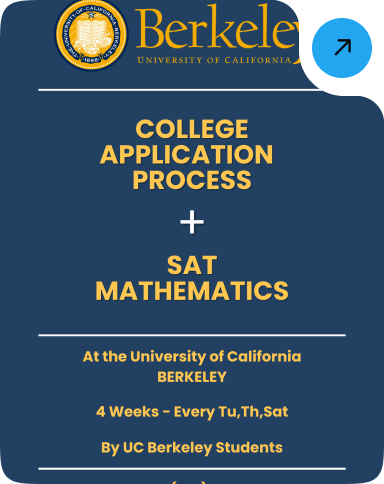 Berkeley
UNIVERSITY OF CALIFORNIA
COLLEGE
APPLICATION
PROCESS
+
SAT
MATHEMATICS
At the University of California
BERKELEY
4 Weeks - Every Tu,Th,Sat
By UC Berkeley Students